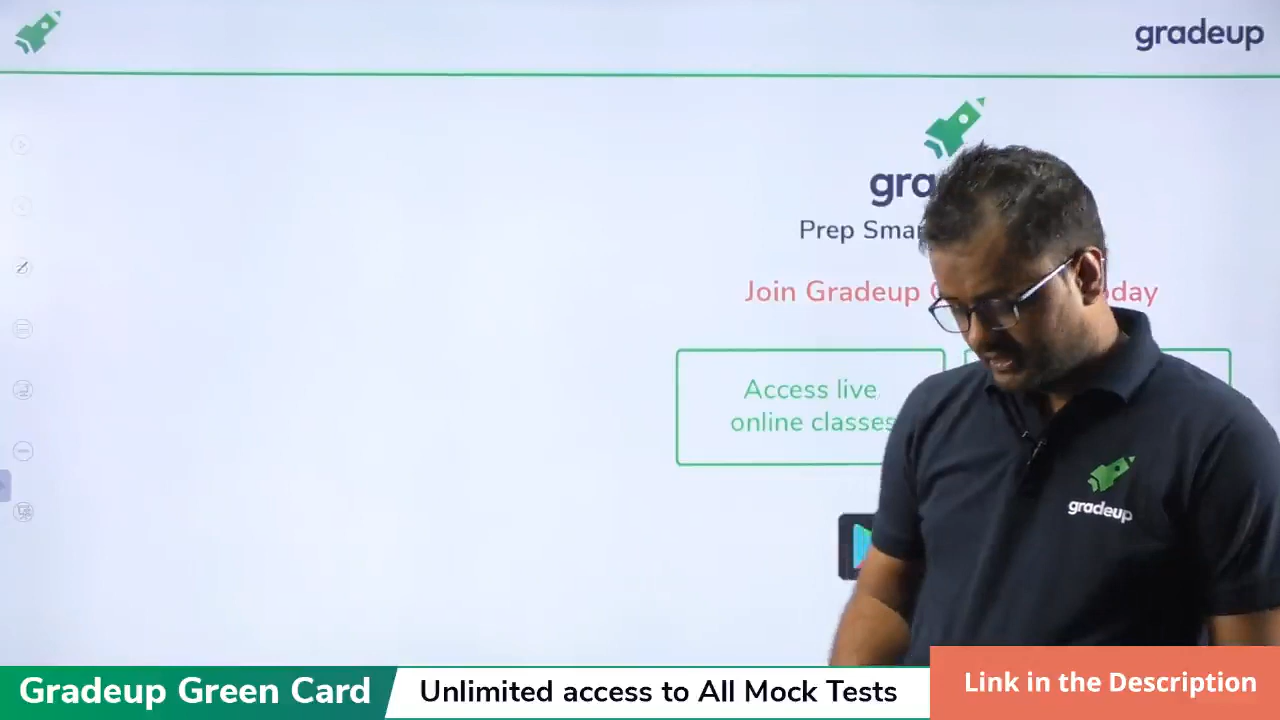 gradeup
Prep Smar
Join Gradeup
day
Access live
online classes
gradeup
Gradeup Green Card
Unlimited access to All Mock Tests
Link in the Description